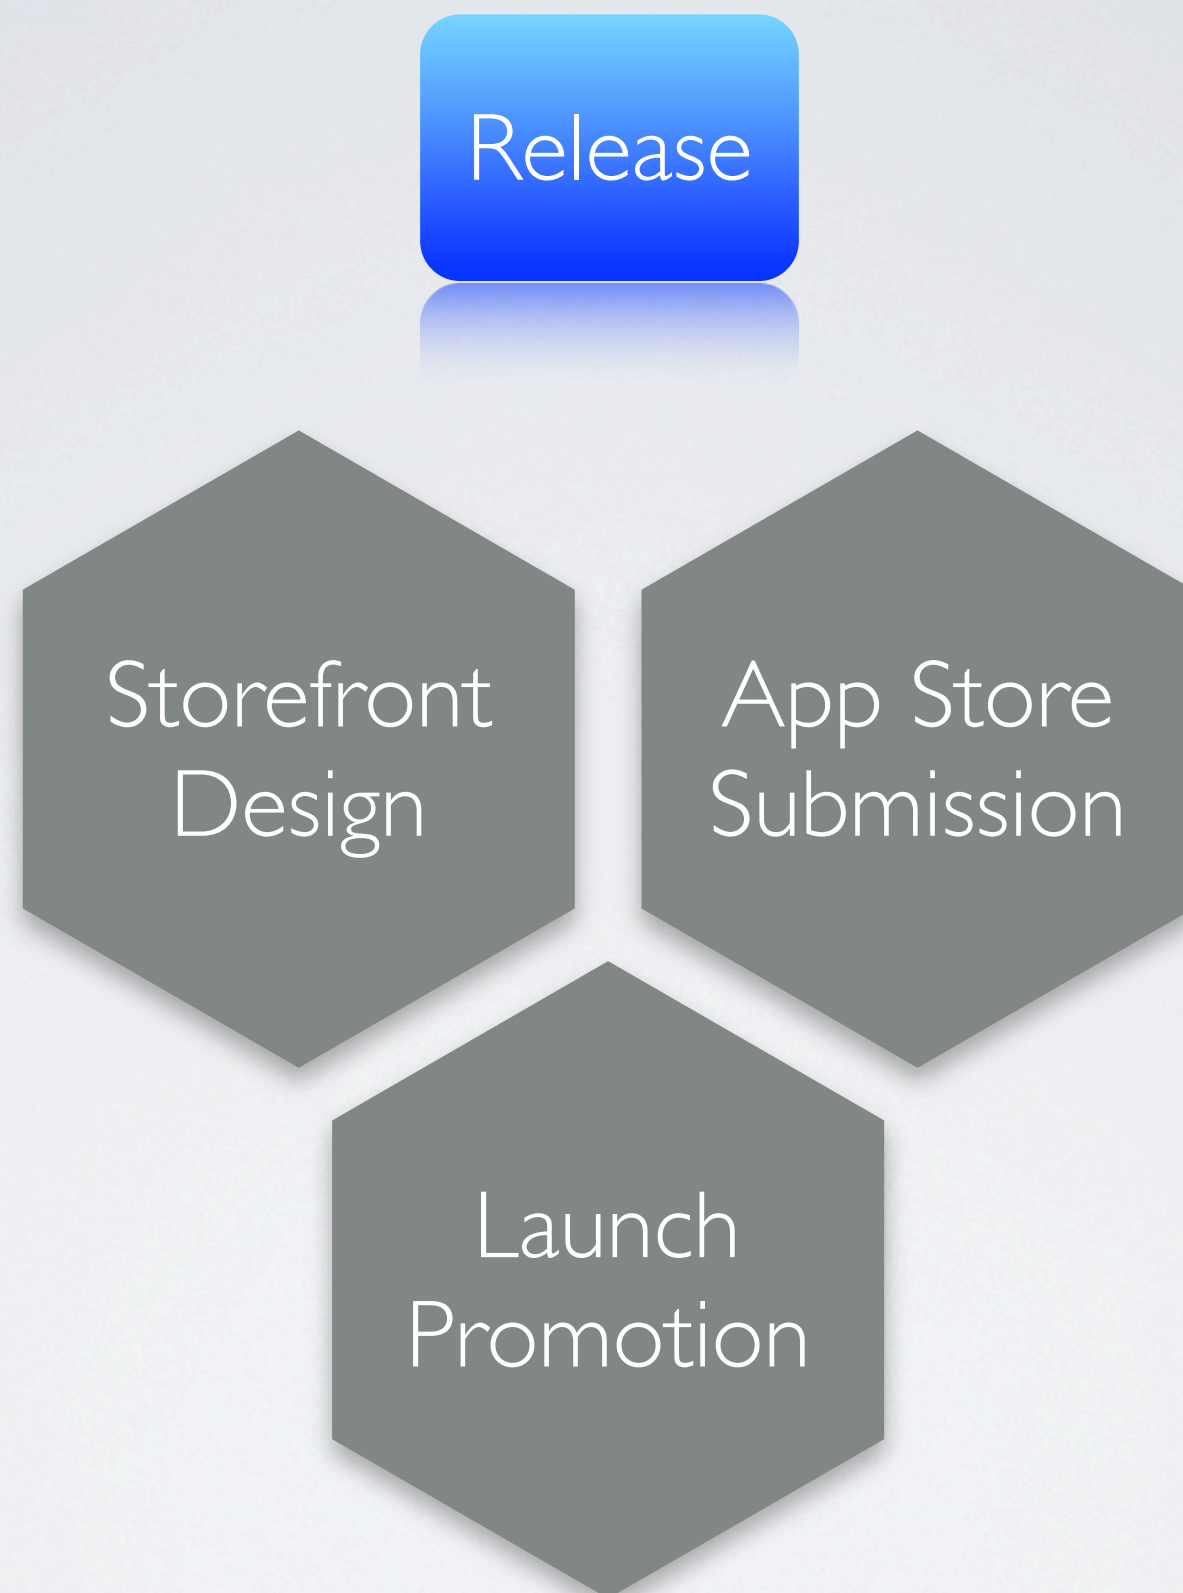 Release
Storefront
Design
App Store
Submission
Launch
Promotion